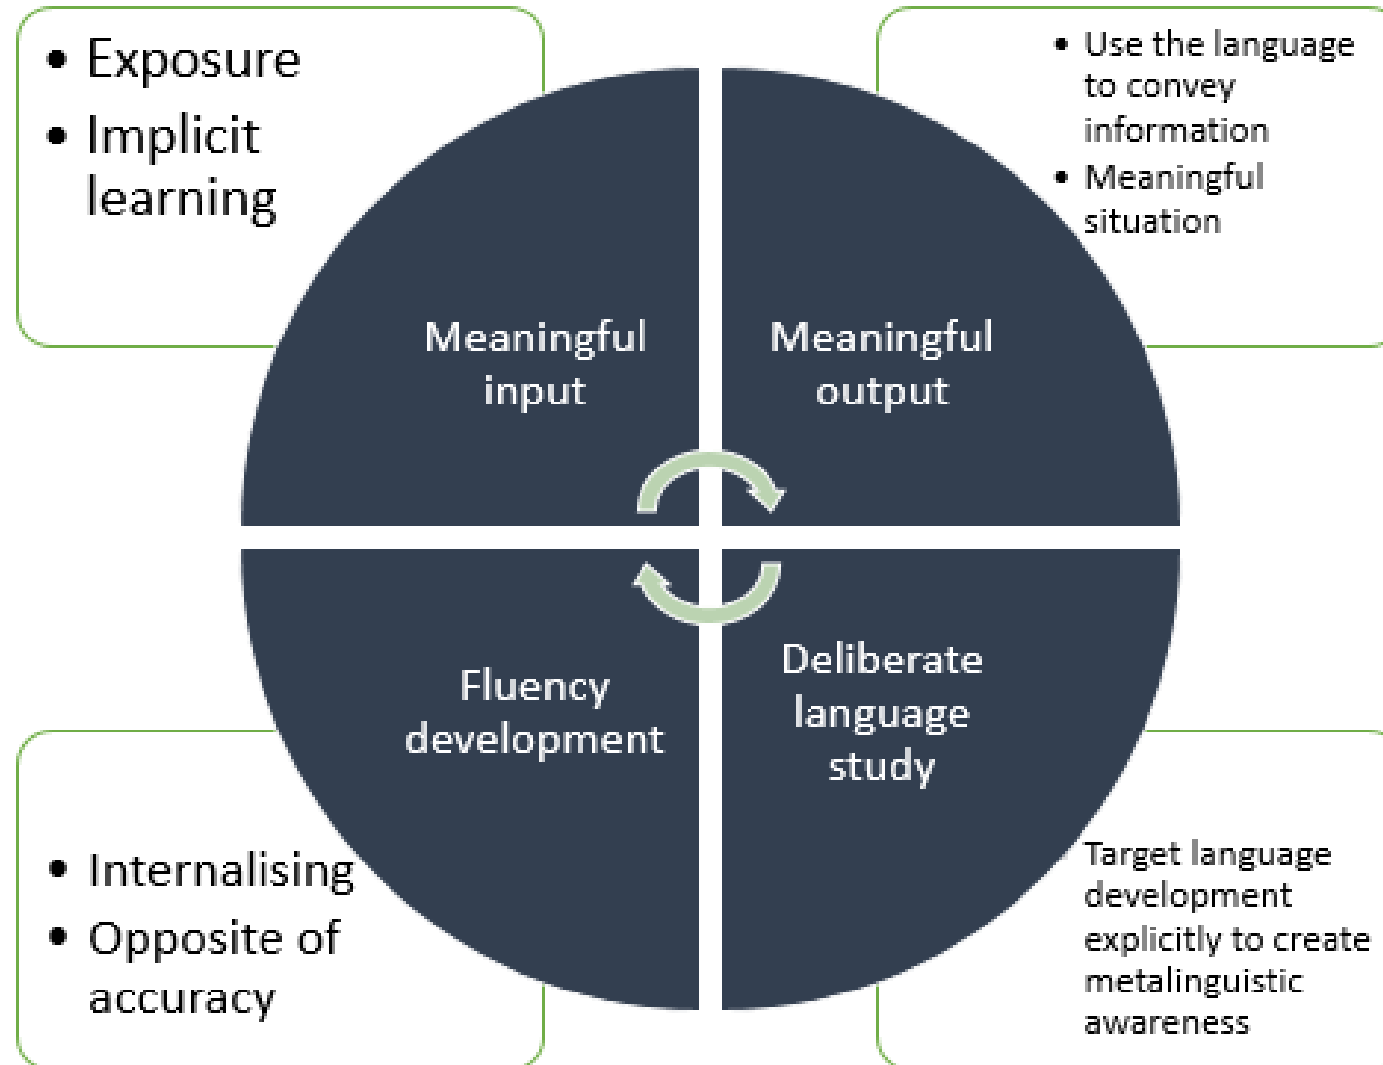 • Exposure
• Implicit
learning
• Use the language
to convey
information
• Meaningful
situation
Meaningful
input
Meaningful
output
Fluency
development
Deliberate
language
study
• Internalising
• Opposite of
accuracy
Target language
development
explicitly to create
metalinguistic
awareness